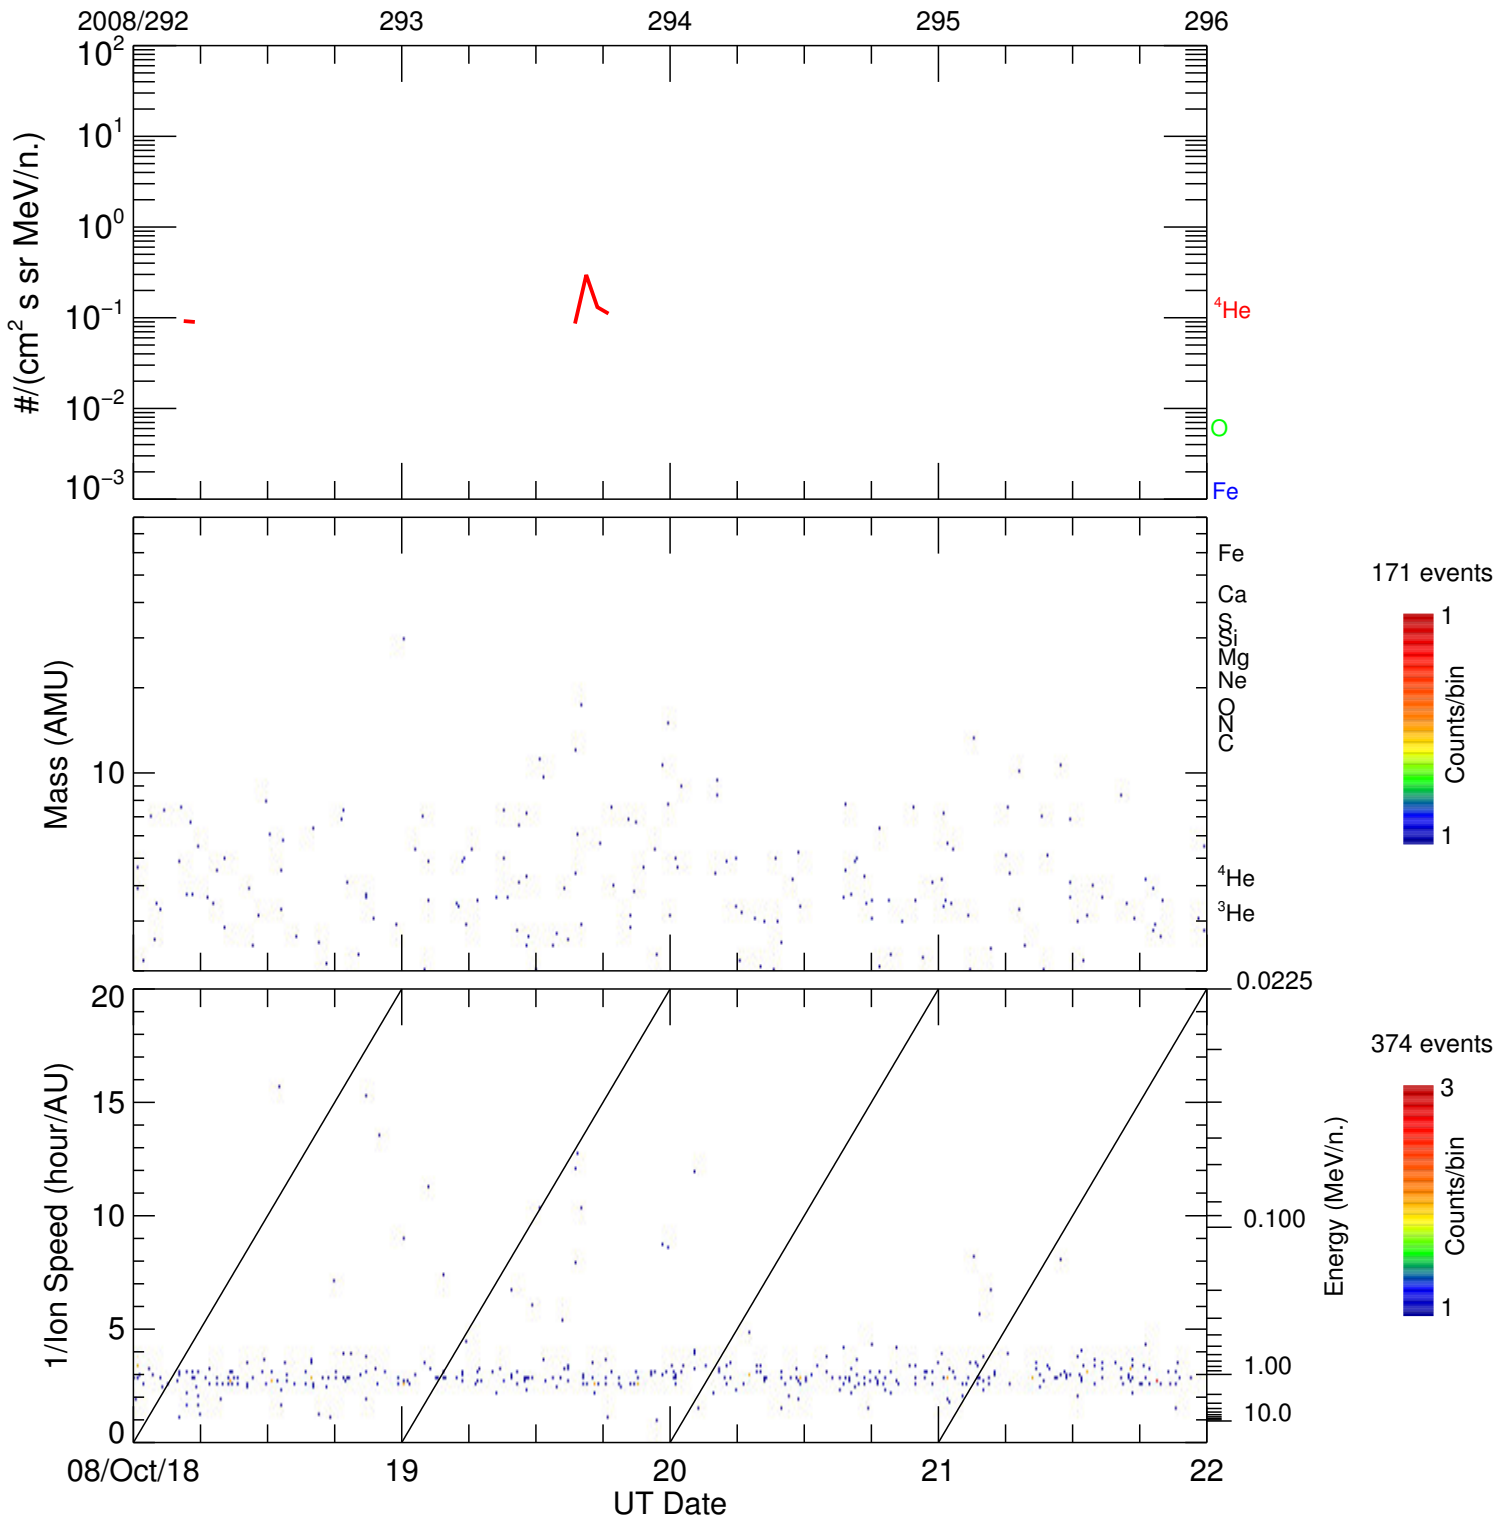 2008/292 293 294 295 296
10² 10¹ 10⁰ 10⁻¹ 10⁻² 10⁻³
#/(cm² s sr MeV/n.)
⁴He
O
Fe
Mass (AMU)
10
Fe
Ca
S
Si
Mg
Ne
O
N
C
⁴He
³He
171 events
1
Counts/bin
1
1/Ion Speed (hour/AU)
20
15
10
5
0
0.0225
0.100
1.00
10.0
Energy (MeV/n.)
374 events
3
Counts/bin
1
08/Oct/18 19 20 21 22
UT Date